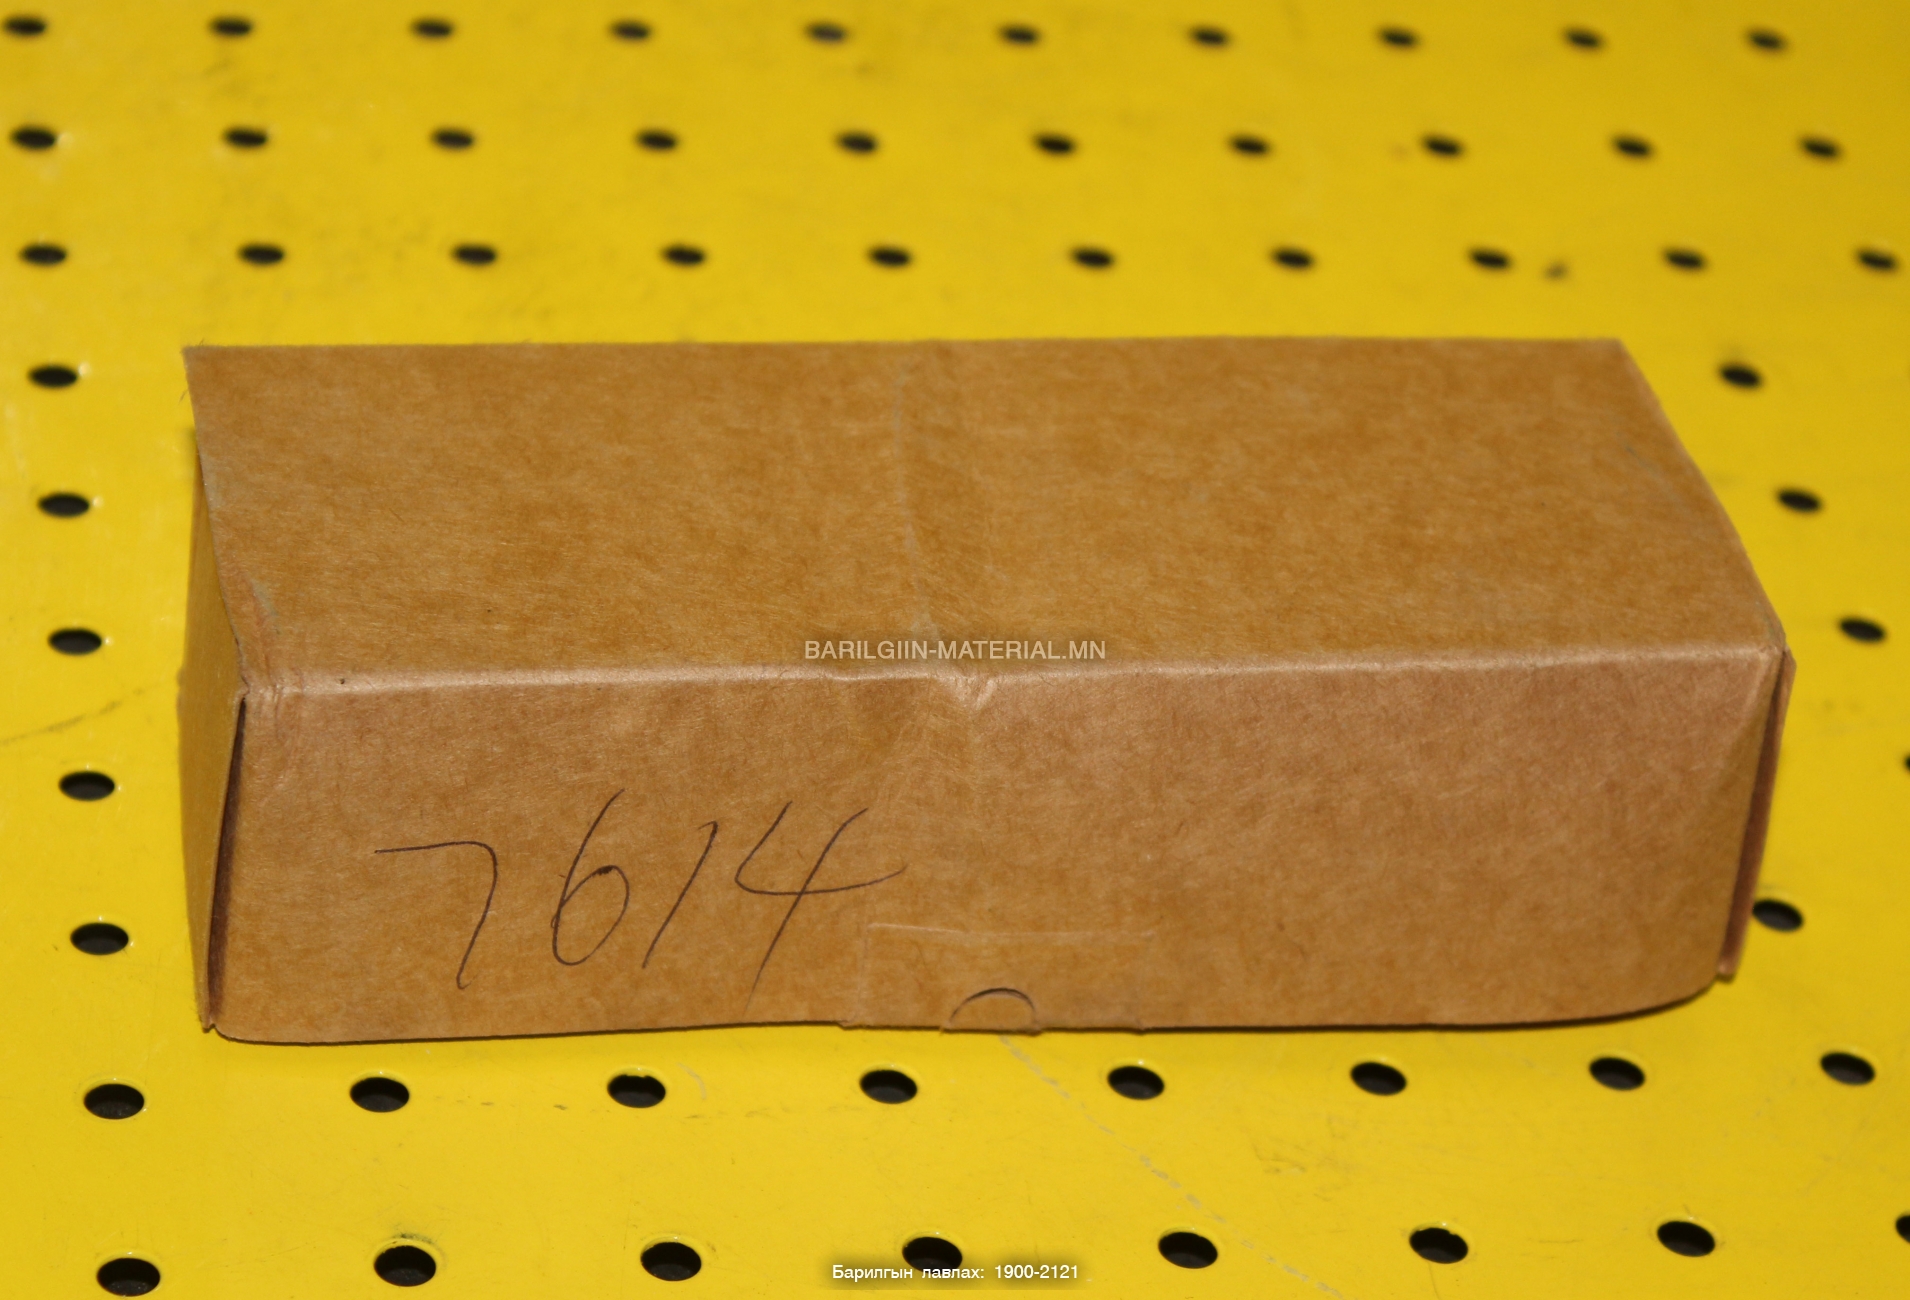 BARILGIIN-MATERIAL.MN
7614
Барилгын лавлах: 1900-2121